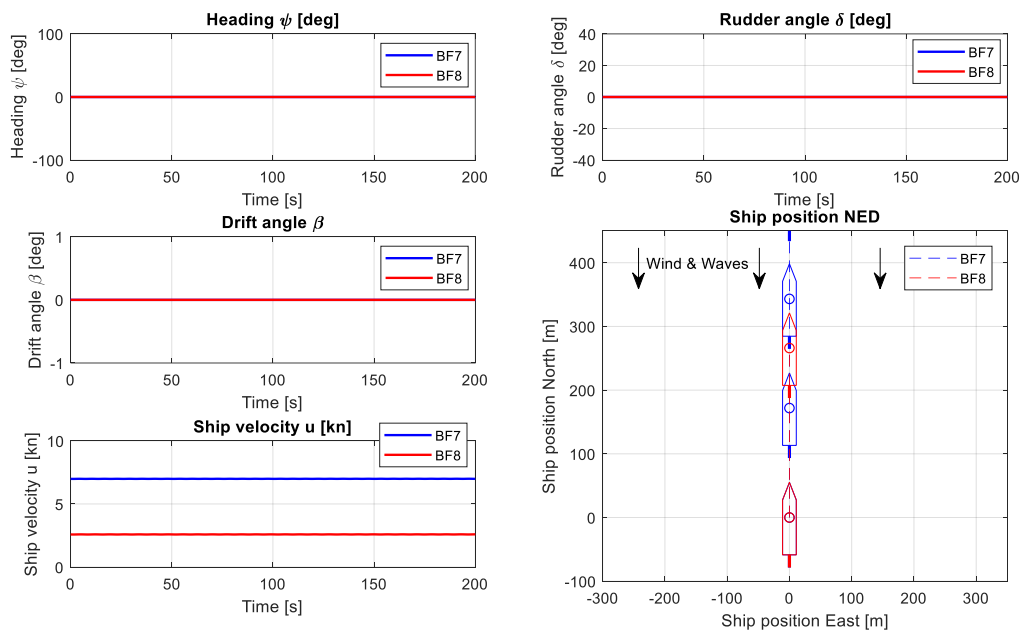 Heading ψ [deg]
Heading ψ [deg]
100
0
-100
BF7
BF8
0
50
100
150
200
Time [s]
Rudder angle δ [deg]
Rudder angle δ [deg]
40
20
0
-20
-40
BF7
BF8
0
50
100
150
200
Time [s]
Drift angle β
Drift angle β [deg]
1
0
-1
BF7
BF8
0
50
100
150
200
Time [s]
Ship velocity u [kn]
Ship velocity u [kn]
10
5
0
BF7
BF8
0
50
100
150
200
Time [s]
Ship position NED
Ship position North [m]
400
300
200
100
0
-100
Wind & Waves
BF7
BF8
-300
-200
-100
0
100
200
300
Ship position East [m]